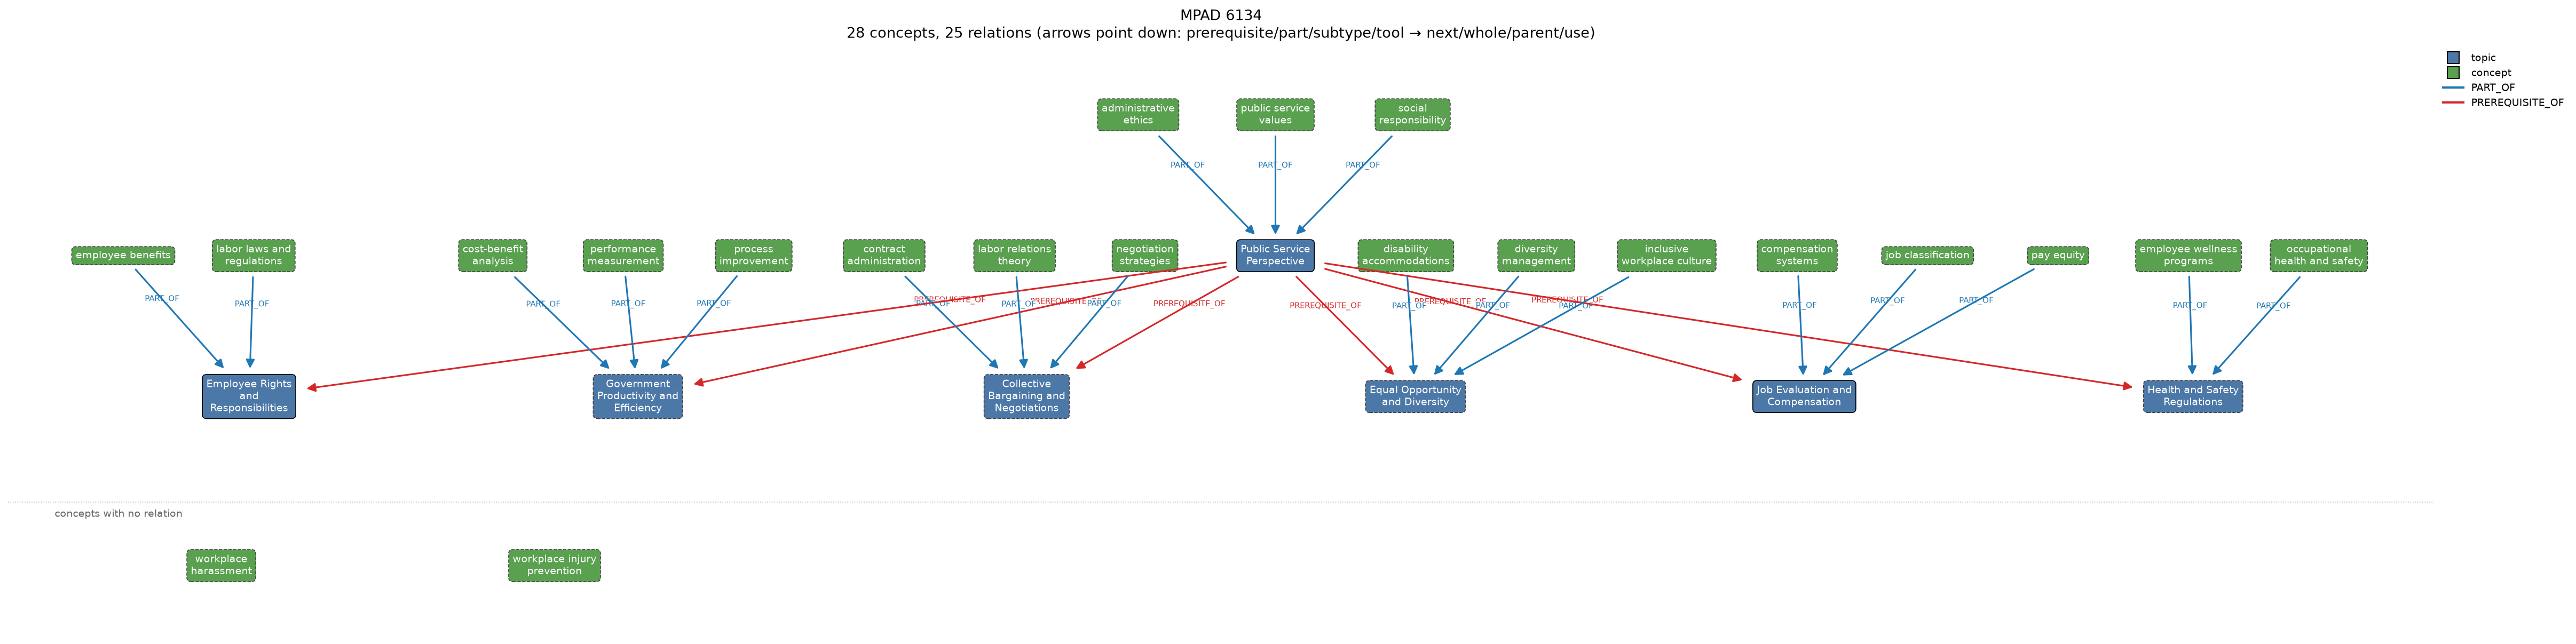 MPAD 6134
28 concepts, 25 relations (arrows point down: prerequisite/part/subtype/tool → next/whole/parent/use)
topic
concept
PART_OF
PREREQUISITE_OF
administrative
ethics
public service
values
social
responsibility
PART_OF
PART_OF
PART_OF
employee benefits
labor laws and
regulations
cost-benefit
analysis
performance
measurement
process
improvement
contract
administration
labor relations
theory
negotiation
strategies
Public Service
Perspective
disability
accommodations
diversity
management
inclusive
workplace culture
compensation
systems
job classification
pay equity
employee wellness
programs
occupational
health and safety
PART_OF
PART_OF
PART_OF
PART_OF
PART_OF
PREREQUISITE_OF
PART_OF
PART_OF
PREREQUISITE_OF
PART_OF
PREREQUISITE_OF
PREREQUISITE_OF
PART_OF
PREREQUISITE_OF
PART_OF
PREREQUISITE_OF
PART_OF
PART_OF
PART_OF
PART_OF
PART_OF
PART_OF
Employee Rights
and
Responsibilities
Government
Productivity and
Efficiency
Collective
Bargaining and
Negotiations
Equal Opportunity
and Diversity
Job Evaluation and
Compensation
Health and Safety
Regulations
concepts with no relation
workplace
harassment
workplace injury
prevention